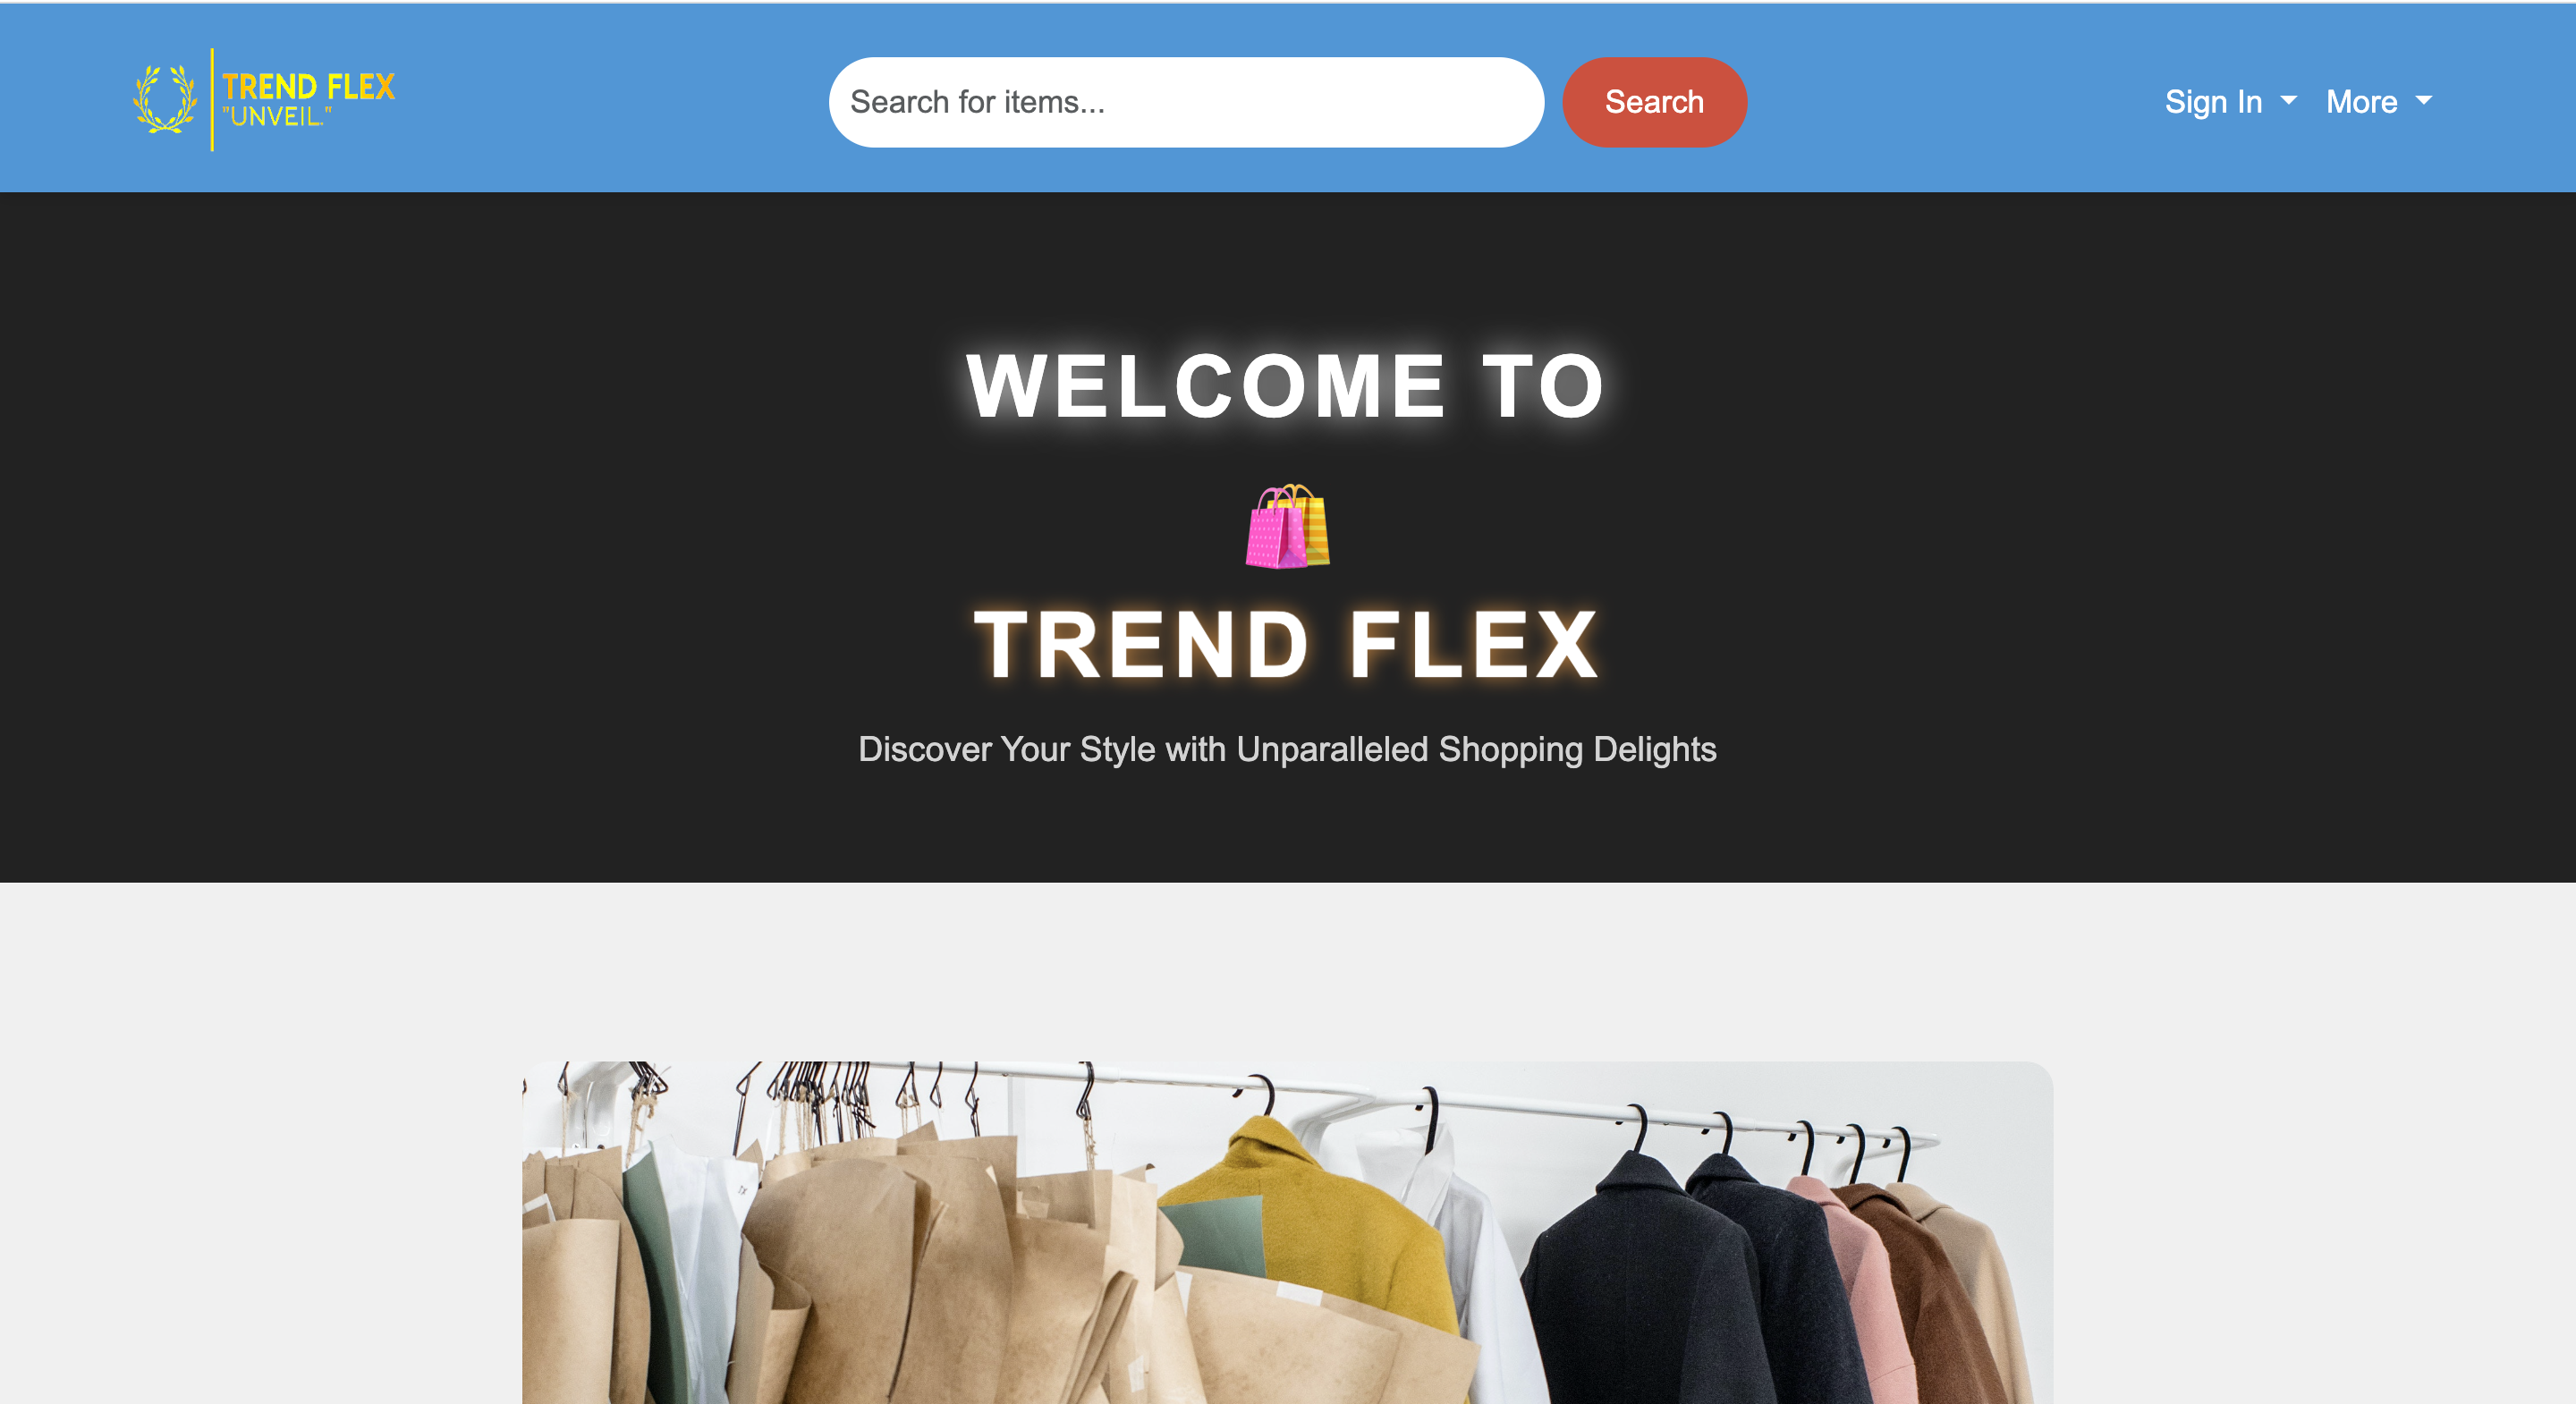 TREND FLEX
"UNVEIL."
Search for items...
Search
Sign In
More
WELCOME TO
TREND FLEX
Discover Your Style with Unparalleled Shopping Delights